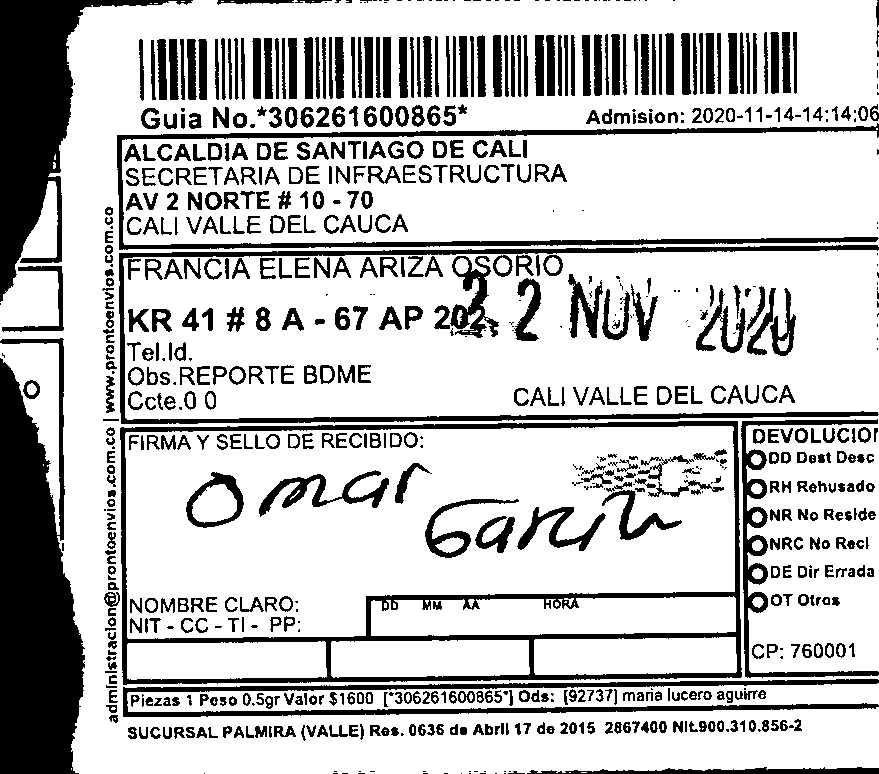 Guia No.*306261600865*
Admision: 2020-11-14-14:14:06
ALCALDIA DE SANTIAGO DE CALI
SECRETARIA DE INFRAESTRUCTURA
AV 2 NORTE # 10 - 70
CALI VALLE DEL CAUCA
FRANCIA ELENA ARIZA OSORIO
KR 41 # 8 A - 67 AP 202
2 NOV 2020
Tel.Id.
Obs.REPORTE BDME
Ccte.0 0
CALI VALLE DEL CAUCA
www.prontoenvios.com.co
administracion@prontoenvios.com.co
FIRMA Y SELLO DE RECIBIDO:
Omar
Garcia
NOMBRE CLARO:
NIT - CC - TI - PP:
DD MM AA HORA
DEVOLUCION
DD Dest Desc
RH Rehusado
NR No Reside
NRC No Recl
DE Dir Errada
OT Otros
CP: 760001
Piezas 1 Peso 0.5gr Valor $1600 [*306261600865*] Ods: [92737] maria lucero aguirre
SUCURSAL PALMIRA (VALLE) Res. 0636 de Abril 17 de 2015 2867400 Nit.900.310.856-2